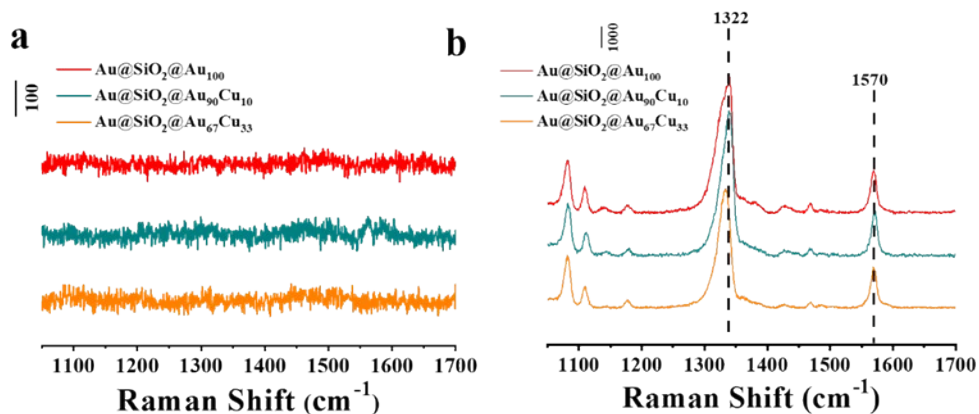 a
100
Au@SiO₂@Au₁₀₀
Au@SiO₂@Au₉₀Cu₁₀
Au@SiO₂@Au₆₇Cu₃₃
1100 1200 1300 1400 1500 1600 1700
Raman Shift (cm⁻¹)
b
1000
1322
1570
Au@SiO₂@Au₁₀₀
Au@SiO₂@Au₉₀Cu₁₀
Au@SiO₂@Au₆₇Cu₃₃
1100 1200 1300 1400 1500 1600 1700
Raman Shift (cm⁻¹)